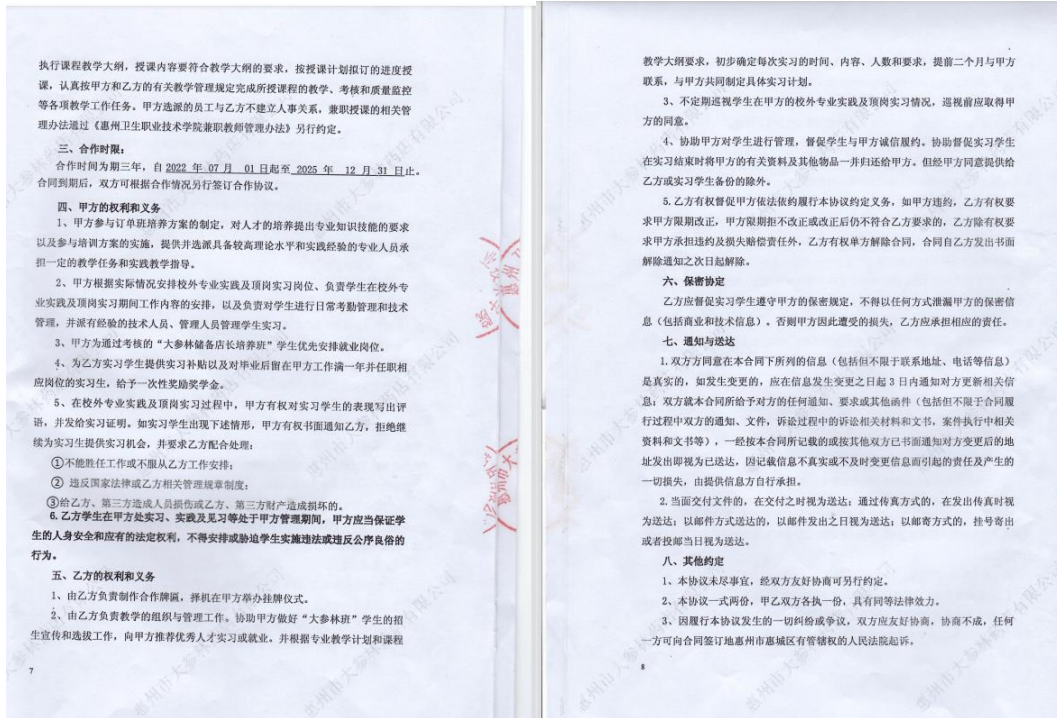 执行课程教学大纲，授课内容要符合教学大纲的要求，按授课计划拟订的进度授
课，认真按甲方和乙方的有关教学管理规定完成所授课程的教学、考核和质量监控
等各项教学工作任务。甲方选派的员工与乙方不建立人事关系，兼职授课的相关管
理办法通过《惠州卫生职业技术学院兼职教师管理办法》另行约定。
三、合作时限：
合作时间为期三年，自 2022 年 07 月 01 日起至 2025 年 12 月 31 日止。
合同到期后，双方可根据合作情况另行签订合作协议。
四、甲方的权利和义务
1、甲方参与订单班培养方案的制定，对人才的培养提出专业知识技能的要求
以及参与培训方案的实施，提供并选派具备较高理论水平和实践经验的专业人员承
担一定的教学任务和实践教学指导。
2、甲方根据实际情况安排校外专业实践及顶岗实习岗位、负责学生在校外专
业实践及顶岗实习期间工作内容的安排，以及负责对学生进行日常考勤管理和技术
管理，并派有经验的技术人员、管理人员管理学生实习。
3、甲方为通过考核的“大参林储备店长培养班”学生优先安排就业岗位。
4、为乙方实习学生提供实习补贴以及对毕业后留在甲方工作满一年并任职相
应岗位的实习生，给予一次性奖励奖学金。
5、在校外专业实践及顶岗实习过程中，甲方有权对实习学生的表现写出评
语，并发给实习证明。如实习学生出现下述情形，甲方有权书面通知乙方，拒绝继
续为实习生提供实习机会，并要求乙方配合处理：
①不能胜任工作或不服从乙方工作安排；
② 违反国家法律或乙方相关管理规章制度；
③给乙方、第三方造成人员损伤或乙方、第三方财产造成损坏的。
6.乙方学生在甲方处实习、实践及见习等处于甲方管理期间，甲方应当保证学
生的人身安全和应有的法定权利，不得安排或胁迫学生实施违法或违反公序良俗的
行为。
五、乙方的权利和义务
1、由乙方负责制作合作牌匾，择机在甲方举办挂牌仪式。
2、由乙方负责教学的组织与管理工作。协助甲方做好“大参林班”学生的招
生宣传和选拔工作，向甲方推荐优秀人才实习或就业。并根据专业教学计划和课程
7
教学大纲要求，初步确定每次实习的时间、内容、人数和要求，提前二个月与甲方
联系，与甲方共同制定具体实习计划。
3、不定期巡视学生在甲方的校外专业实践及顶岗实习情况，巡视前应取得甲
方的同意。
4、协助甲方对学生进行管理，督促学生与甲方诚信履约。协助督促实习学生
在实习结束时将甲方的有关资料及其他物品一并归还给甲方。但经甲方同意提供给
乙方或实习学生备份的除外。
5.乙方有权督促甲方依法依约履行本协议约定义务，如甲方违约，乙方有权要
求甲方限期改正，甲方限期拒不改正或改正后仍不符合乙方要求的，乙方除有权要
求甲方承担违约及损失赔偿责任外，乙方有权单方解除合同，合同自乙方发出书面
解除通知之次日起解除。
六、保密协定
乙方应督促实习学生遵守甲方的保密规定，不得以任何方式泄漏甲方的保密信
息（包括商业和技术信息）。否则甲方因此遭受的损失，乙方应承担相应的责任。
七、通知与送达
1.双方方同意在本合同下所列的信息（包括但不限于联系地址、电话等信息）
是真实的，如发生变更的，应在信息发生变更之日起 3 日内通知对方更新相关信
息；双方就本合同所给予对方的任何通知、要求或其他函件（包括但不限于合同履
行过程中双方的通知、文件，诉讼过程中的诉讼相关材料和文书，案件执行中相关
资料和文书等），一经按本合同所记载的或按其他双方已书面通知对方变更后的地
址发出即视为已送达，因记载信息不真实或不及时变更信息而引起的责任及产生的
一切损失，由提供信息方自行承担。
2.当面交付文件的，在交付之时视为送达；通过传真方式的，在发出传真时视
为送达；以邮件方式送达的，以邮件发出之日视为送达；以邮寄方式的，挂号寄出
或者投邮当日视为送达。
八、其他约定
1、本协议未尽事宜，经双方友好协商可另行约定。
2、本协议一式两份，甲乙双方各执一份，具有同等法律效力。
3、因履行本协议发生的一切纠纷或争议，双方应友好协商，协商不成，任何
一方可向合同签订地惠州市惠城区有管辖权的人民法院起诉。
8